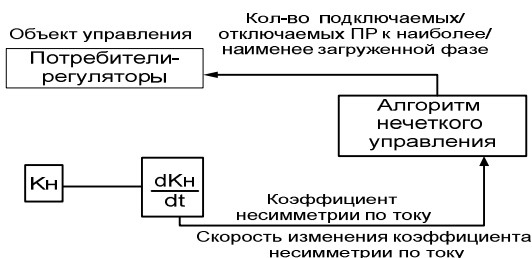 Кол-во подключаемых/
Объект управления
отключаемых ПР к наиболее/
наименее загруженной фазе
Потребители-
регуляторы
Алгоритм
нечеткого
управления
Кн
dКн
dt
Коэффициент
несимметрии по току
Скорость изменения коэффициента
несимметрии по току